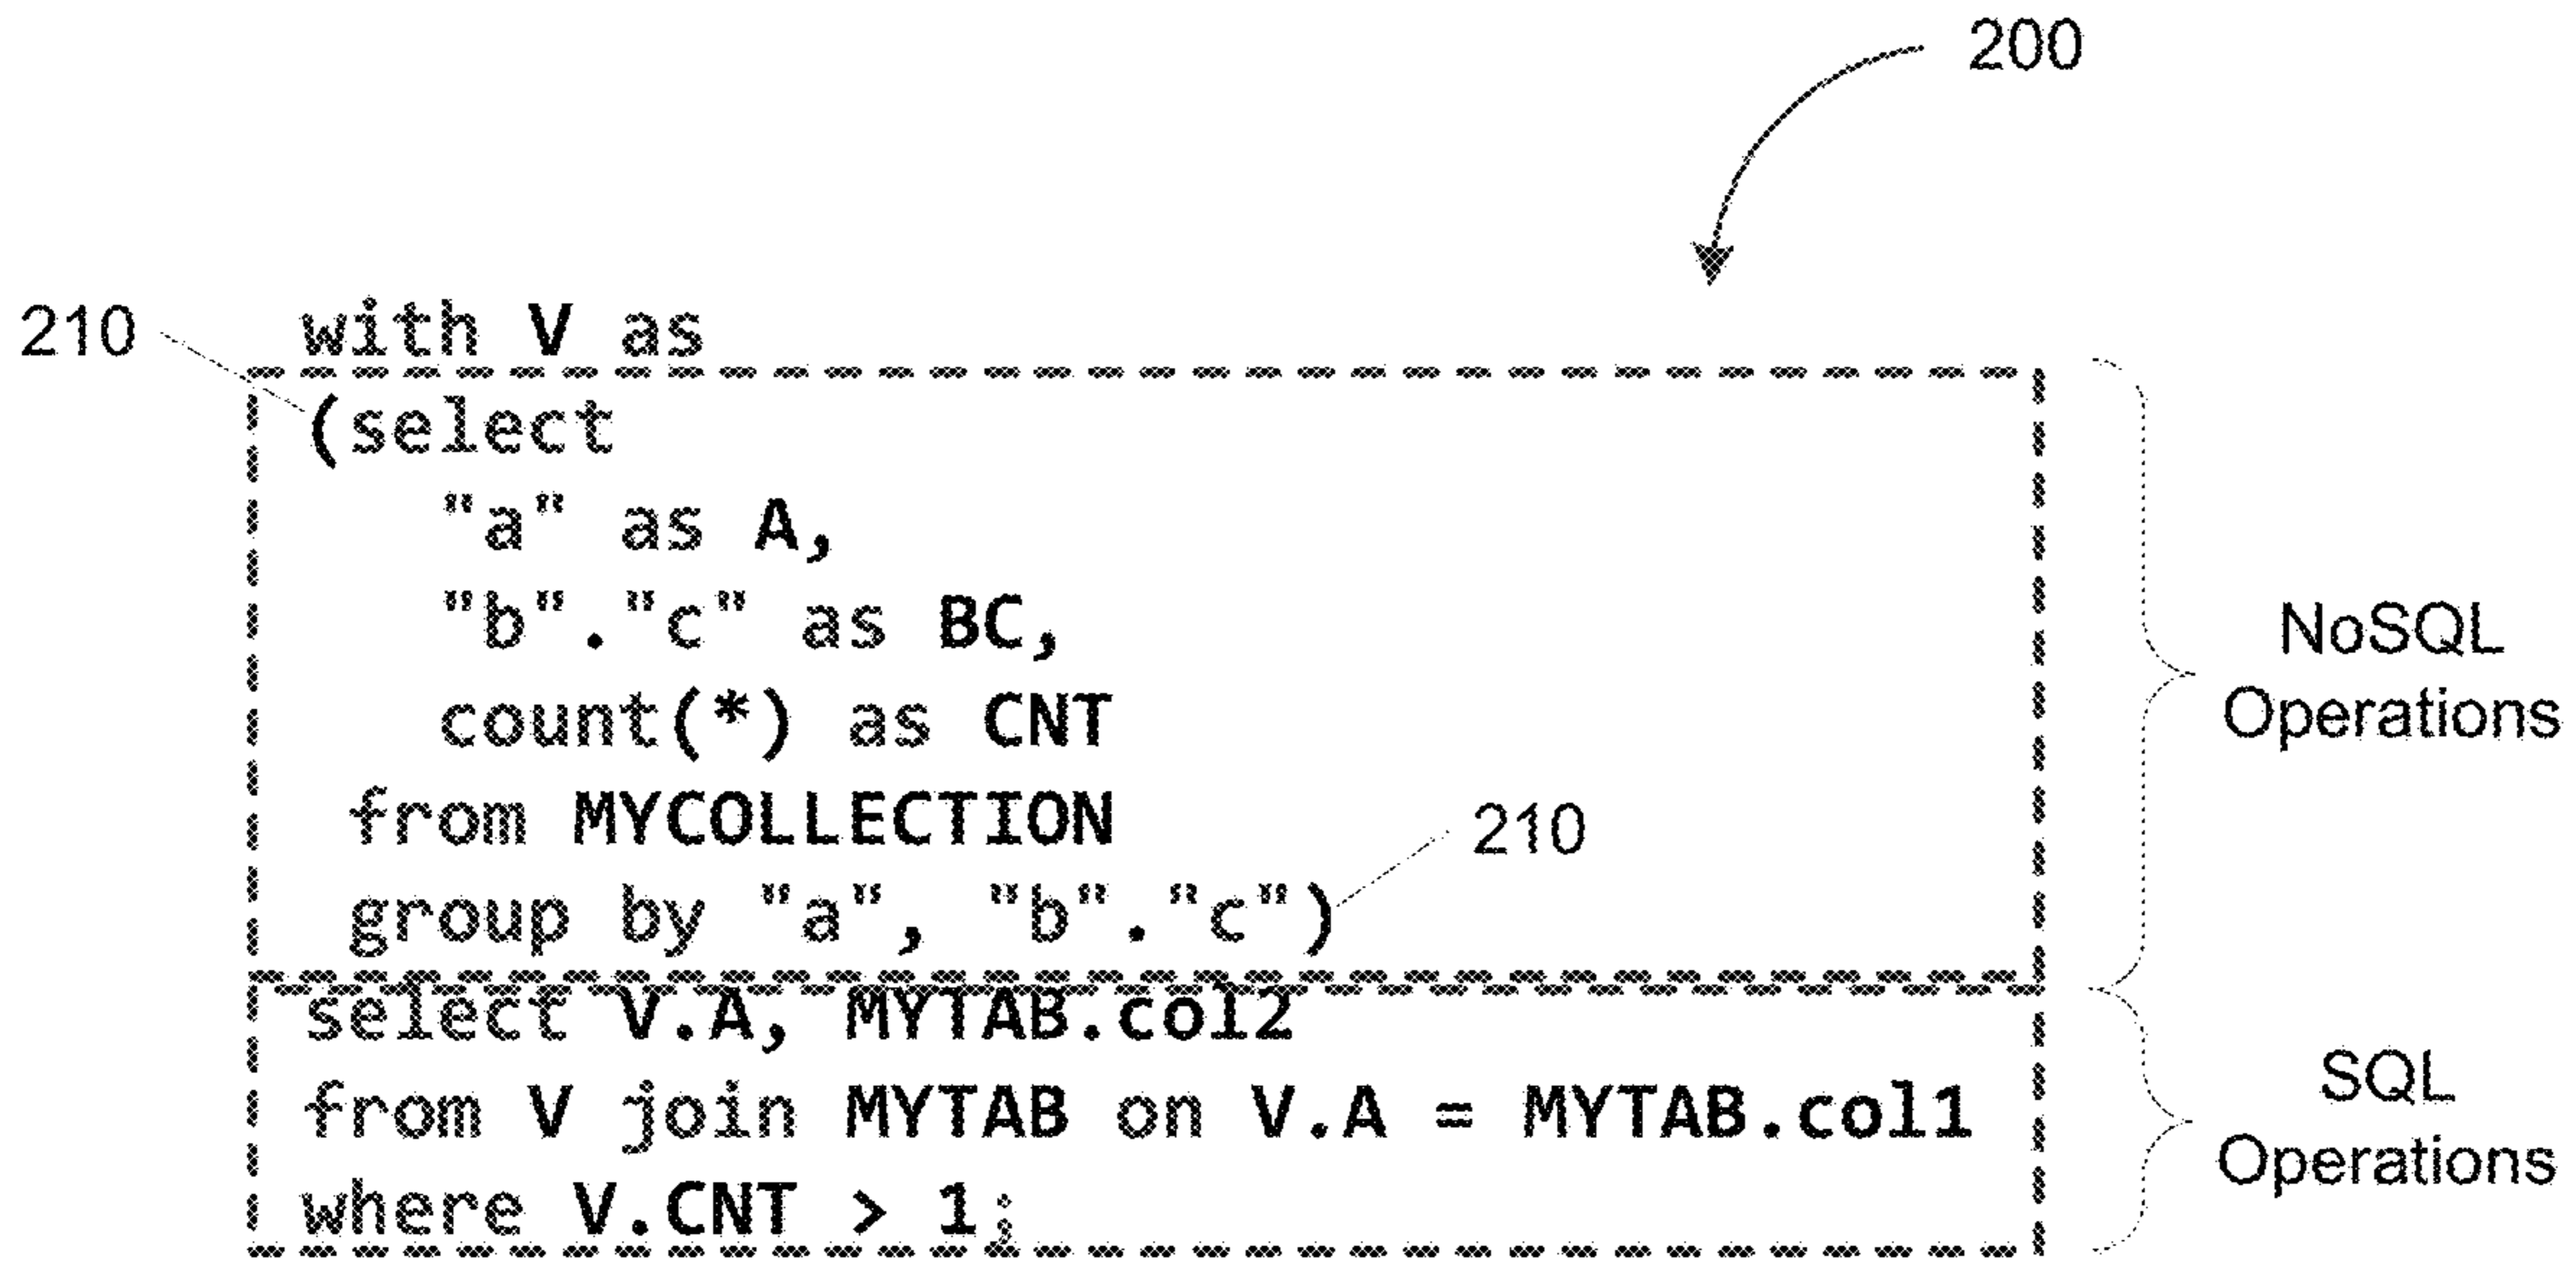 200
210
with V as
(select
"a" as A,
"b"."c" as BC,
count(*) as CNT
from MYCOLLECTION
group by "a", "b"."c")
210
NoSQL
Operations
select V.A, MYTAB.col2
from V join MYTAB on V.A = MYTAB.col1
where V.CNT > 1;
SQL
Operations